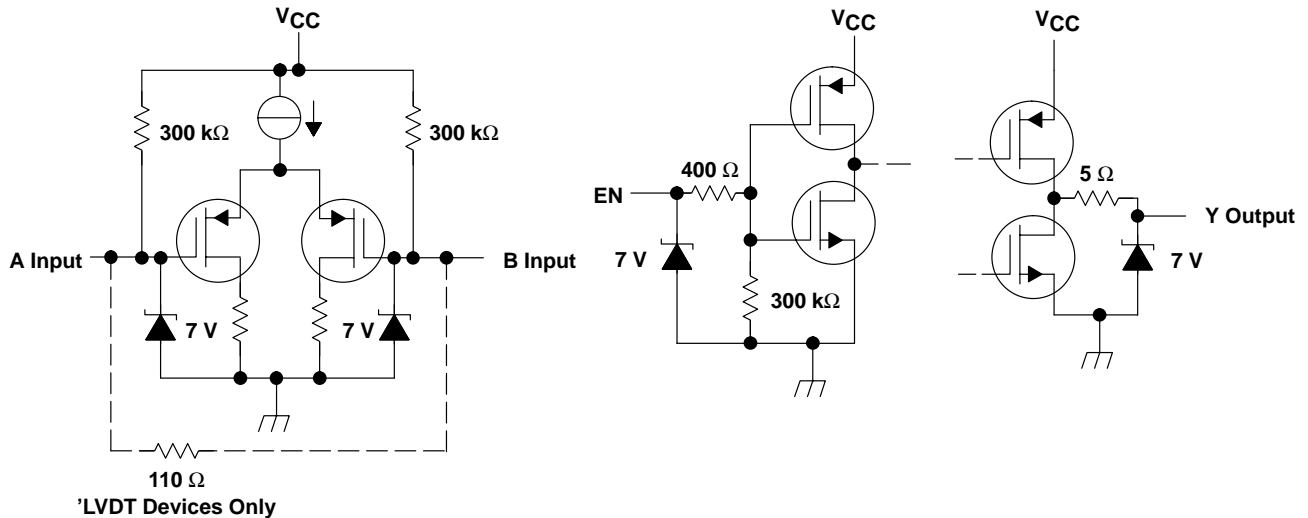 VCC
300 kΩ
300 kΩ
A Input
B Input
7 V
7 V
110 Ω
’LVDT Devices Only
VCC
400 Ω
EN
7 V
300 kΩ
VCC
5 Ω
Y Output
7 V